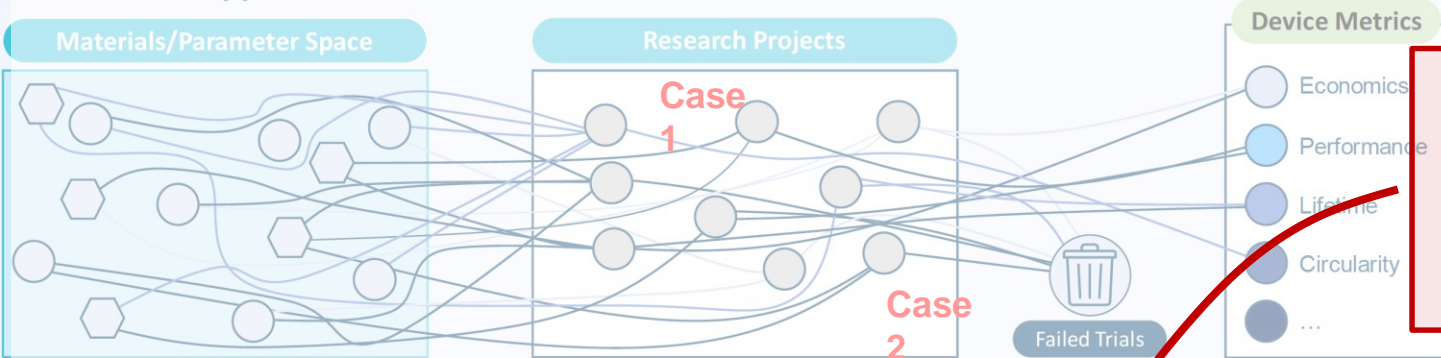 Materials/Parameter Space
Research Projects
Device Metrics
Case
1
Economics
Performance
Lifetime
Circularity
...
Case
2
Failed Trials